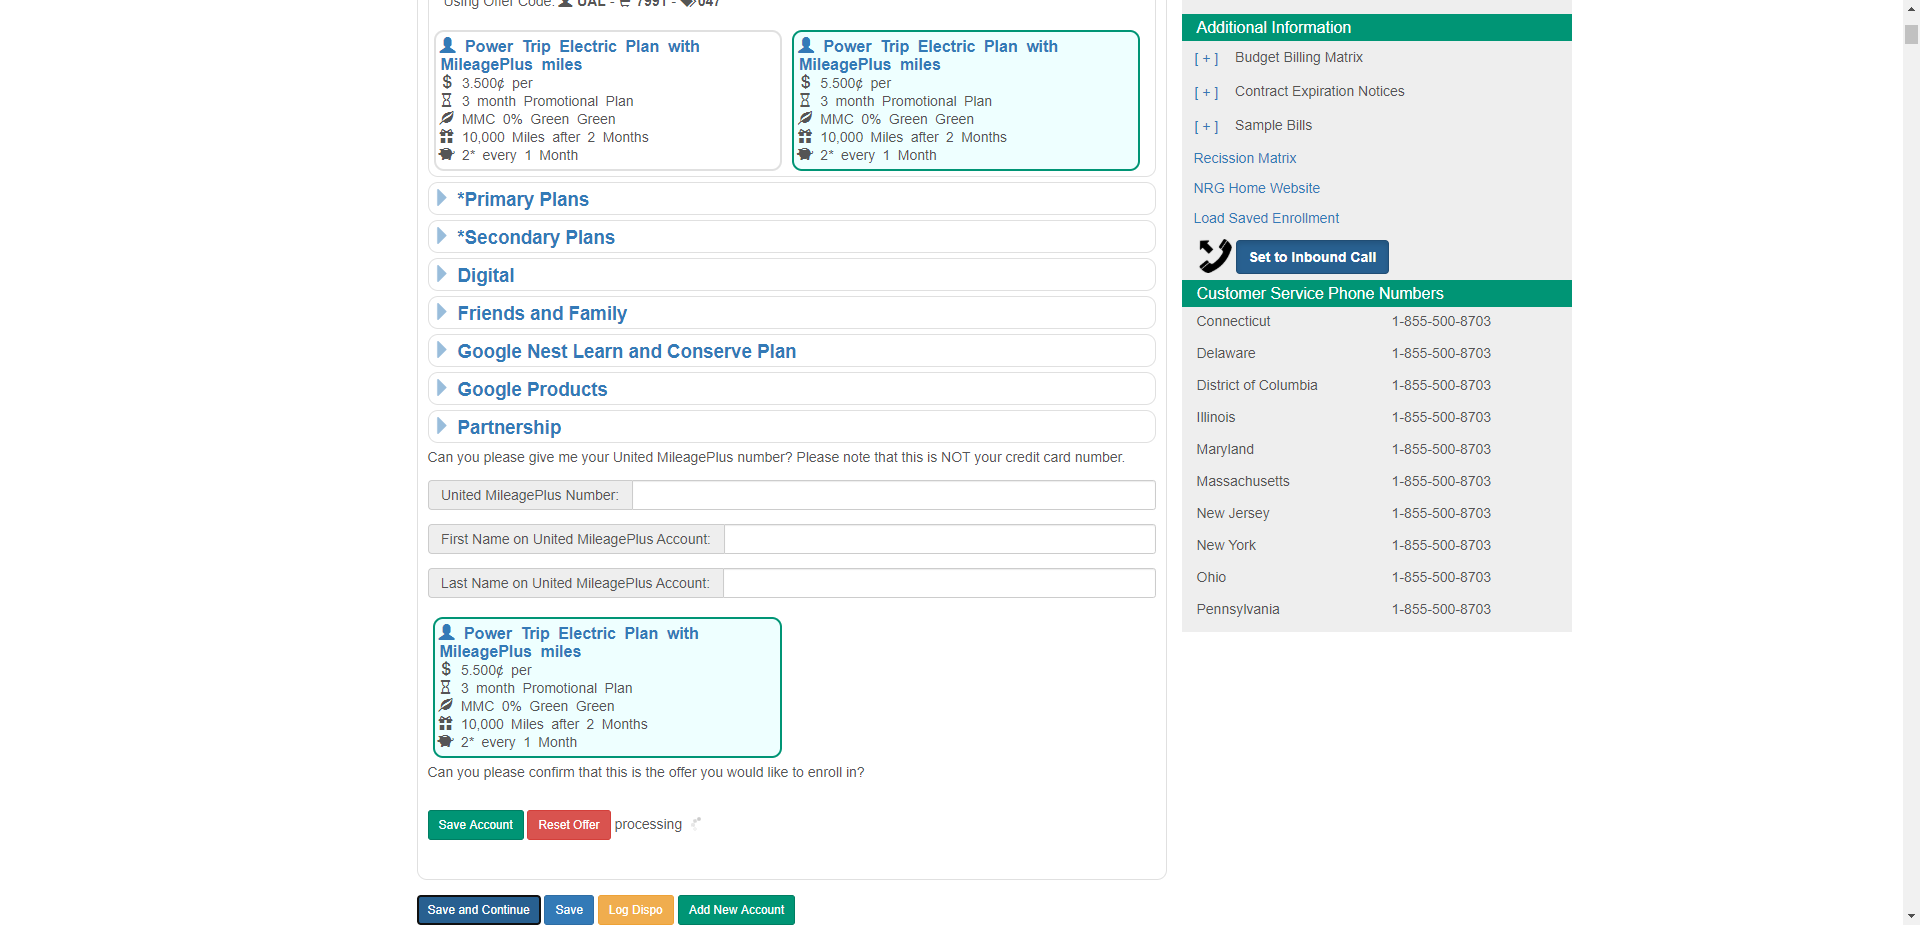 Using Offer Code: UAL - 7991 - 047
Power Trip Electric Plan with
MileagePlus miles
3.500¢ per
3 month Promotional Plan
MMC 0% Green Green
10,000 Miles after 2 Months
2* every 1 Month
Power Trip Electric Plan with
MileagePlus miles
5.500¢ per
3 month Promotional Plan
MMC 0% Green Green
10,000 Miles after 2 Months
2* every 1 Month
*Primary Plans
*Secondary Plans
Digital
Friends and Family
Google Nest Learn and Conserve Plan
Google Products
Partnership
Can you please give me your United MileagePlus number? Please note that this is NOT your credit card number.
United MileagePlus Number:
First Name on United MileagePlus Account:
Last Name on United MileagePlus Account:
Power Trip Electric Plan with
MileagePlus miles
5.500¢ per
3 month Promotional Plan
MMC 0% Green Green
10,000 Miles after 2 Months
2* every 1 Month
Can you please confirm that this is the offer you would like to enroll in?
Save Account Reset Offer processing
Save and Continue Save Log Dispo Add New Account
Additional Information
[ + ] Budget Billing Matrix
[ + ] Contract Expiration Notices
[ + ] Sample Bills
Recission Matrix
NRG Home Website
Load Saved Enrollment
Set to Inbound Call
Customer Service Phone Numbers
Connecticut 1-855-500-8703
Delaware 1-855-500-8703
District of Columbia 1-855-500-8703
Illinois 1-855-500-8703
Maryland 1-855-500-8703
Massachusetts 1-855-500-8703
New Jersey 1-855-500-8703
New York 1-855-500-8703
Ohio 1-855-500-8703
Pennsylvania 1-855-500-8703